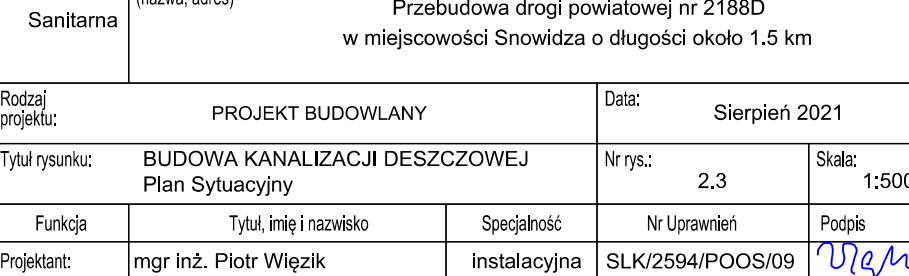 (nazwa, adres)
Przebudowa drogi powiatowej nr 2188D
Sanitarna
w miejscowości Snowidza o długości około 1.5 km
Rodzaj projektu: PROJEKT BUDOWLANY Data: Sierpień 2021
Tytuł rysunku: BUDOWA KANALIZACJI DESZCZOWEJ Nr rys.: Skala:
Plan Sytuacyjny 2.3 1:500
Funkcja Tytuł, imię i nazwisko Specjalność Nr Uprawnień Podpis
Projektant: mgr inż. Piotr Więzik instalacyjna SLK/2594/POOS/09